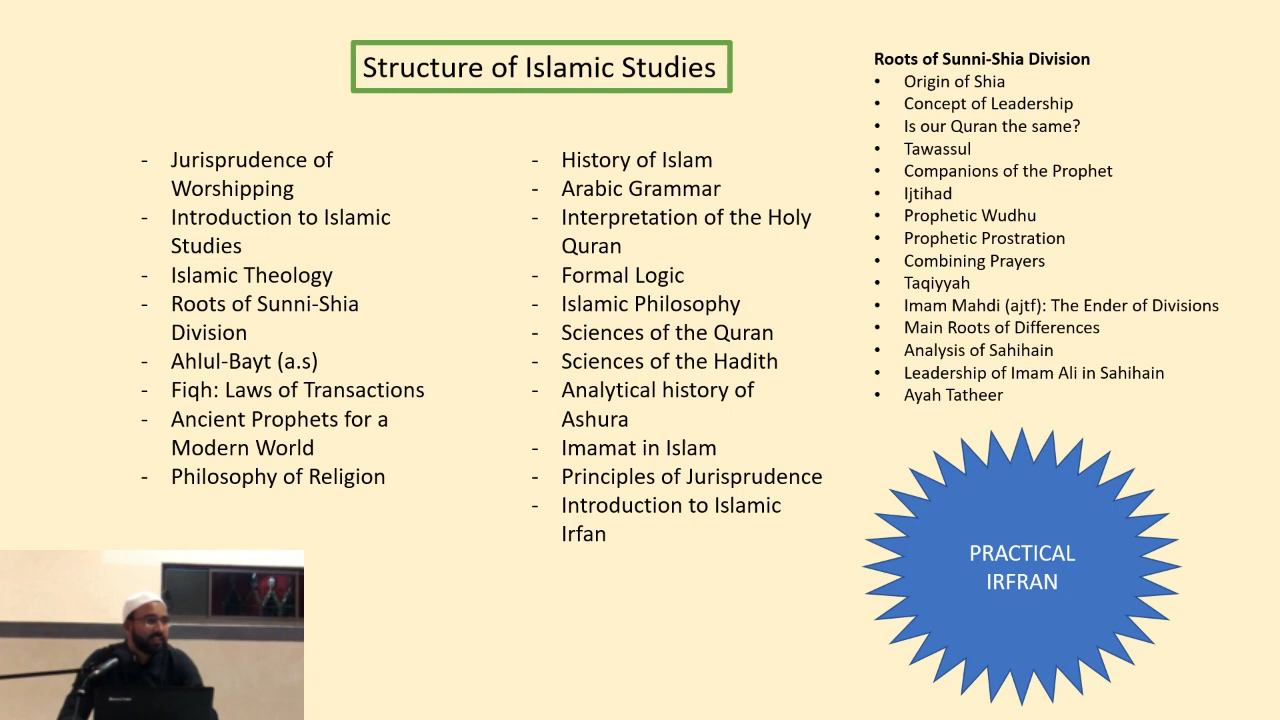 Structure of Islamic Studies
- Jurisprudence of
Worshipping
- Introduction to Islamic
Studies
- Islamic Theology
- Roots of Sunni-Shia
Division
- Ahlul-Bayt (a.s)
- Fiqh: Laws of Transactions
- Ancient Prophets for a
Modern World
- Philosophy of Religion
- History of Islam
- Arabic Grammar
- Interpretation of the Holy
Quran
- Formal Logic
- Islamic Philosophy
- Sciences of the Quran
- Sciences of the Hadith
- Analytical history of
Ashura
- Imamat in Islam
- Principles of Jurisprudence
- Introduction to Islamic
Irfan
Roots of Sunni-Shia Division
• Origin of Shia
• Concept of Leadership
• Is our Quran the same?
• Tawassul
• Companions of the Prophet
• Ijtihad
• Prophetic Wudhu
• Prophetic Prostration
• Combining Prayers
• Taqiyyah
• Imam Mahdi (ajtf): The Ender of Divisions
• Main Roots of Differences
• Analysis of Sahihain
• Leadership of Imam Ali in Sahihain
• Ayah Tatheer
PRACTICAL
IRFRAN